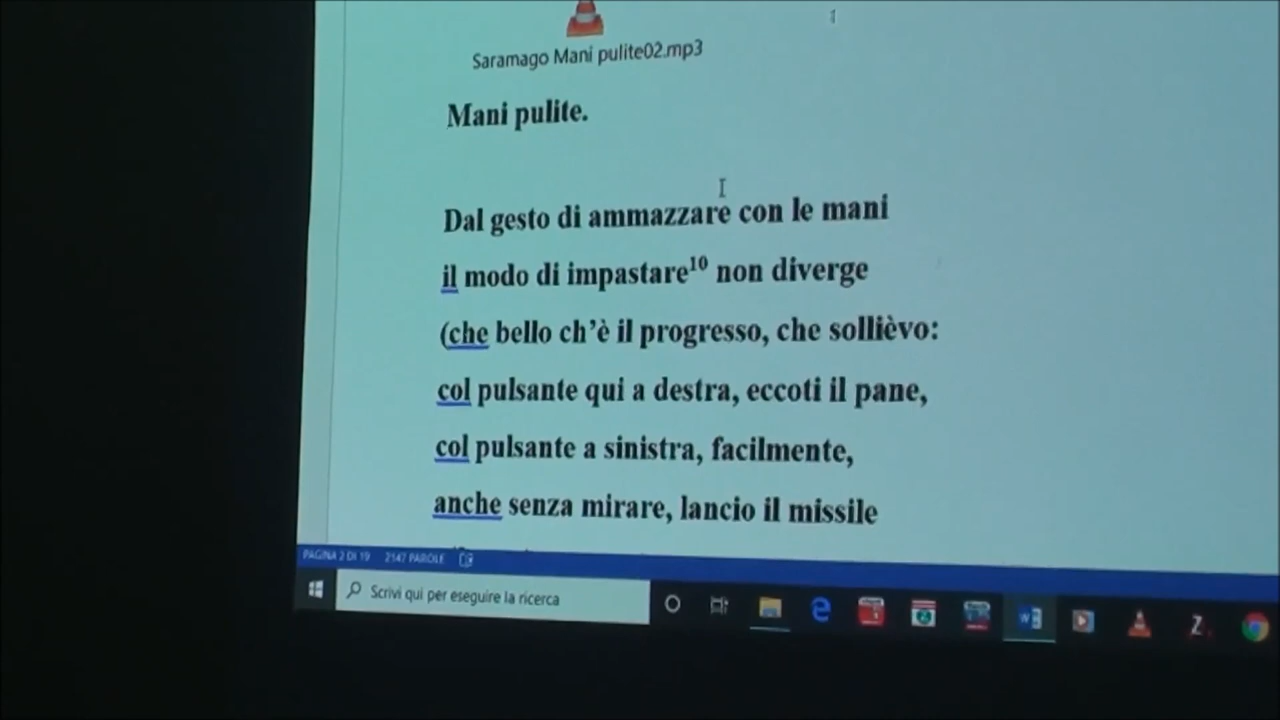 1
Saramago Mani pulite02.mp3
Mani pulite.
Dal gesto di ammazzare con le mani
il modo di impastare¹⁰ non diverge
(che bello ch’è il progresso, che sollièvo:
col pulsante qui a destra, eccoti il pane,
col pulsante a sinistra, facilmente,
anche senza mirare, lancio il missile
PAGINA 2 DI 19 2147 PAROLE
Scrivi qui per eseguire la ricerca